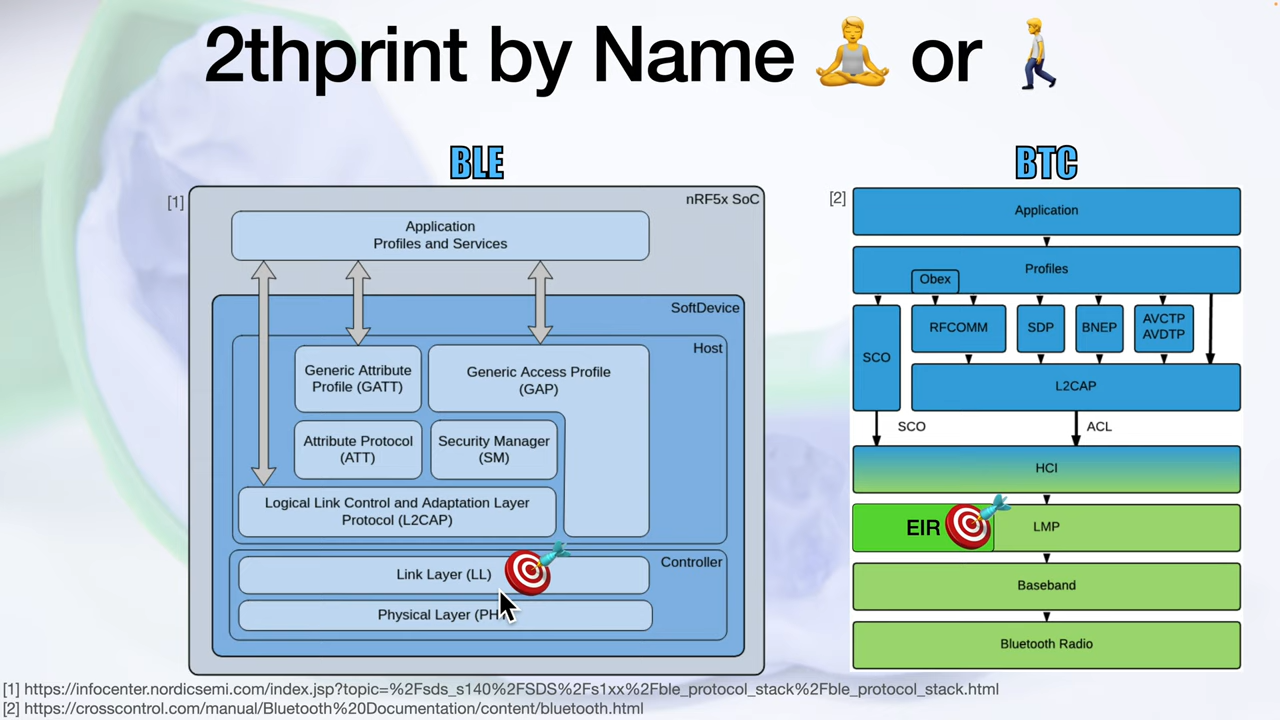 2thprint by Name 🧘 or 🚶
BLE
BTC
[1]
nRF5x SoC
Application
Profiles and Services
SoftDevice
Host
Generic Attribute
Profile (GATT)
Generic Access Profile
(GAP)
Attribute Protocol
(ATT)
Security Manager
(SM)
Logical Link Control and Adaptation Layer
Protocol (L2CAP)
Controller
Link Layer (LL)
Physical Layer (PH
[2]
Application
Profiles
Obex
SCO
RFCOMM
SDP
BNEP
AVCTP
AVDTP
L2CAP
SCO
ACL
HCI
EIR
LMP
Baseband
Bluetooth Radio
[1] https://infocenter.nordicsemi.com/index.jsp?topic=%2Fsds_s140%2FSDS%2Fs1xx%2Fble_protocol_stack%2Fble_protocol_stack.html
[2] https://crosscontrol.com/manual/Bluetooth%20Documentation/content/bluetooth.html